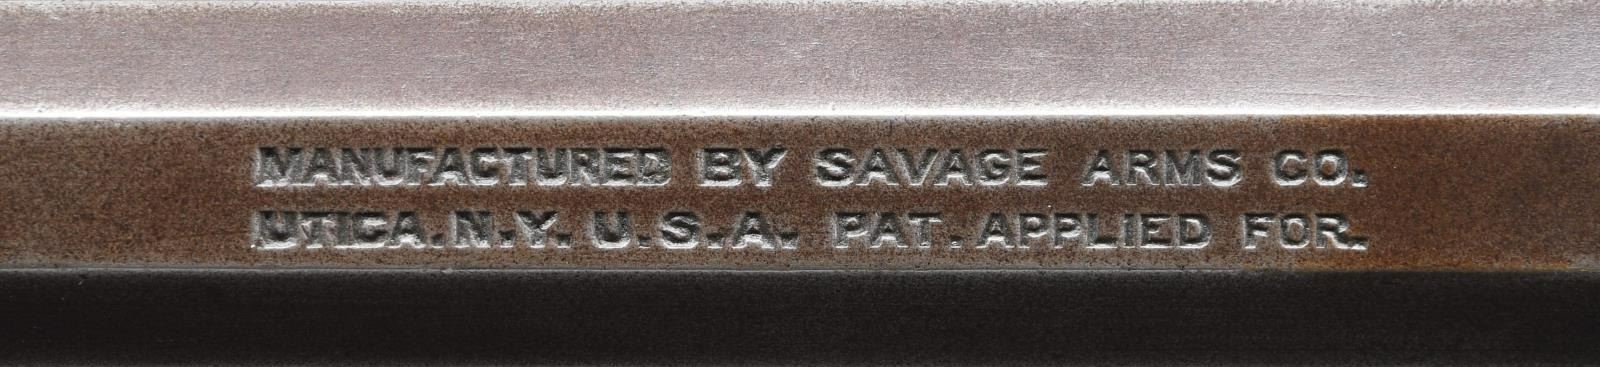 MANUFACTURED BY SAVAGE ARMS CO.
UTICA.N.Y. U.S.A. PAT. APPLIED FOR.